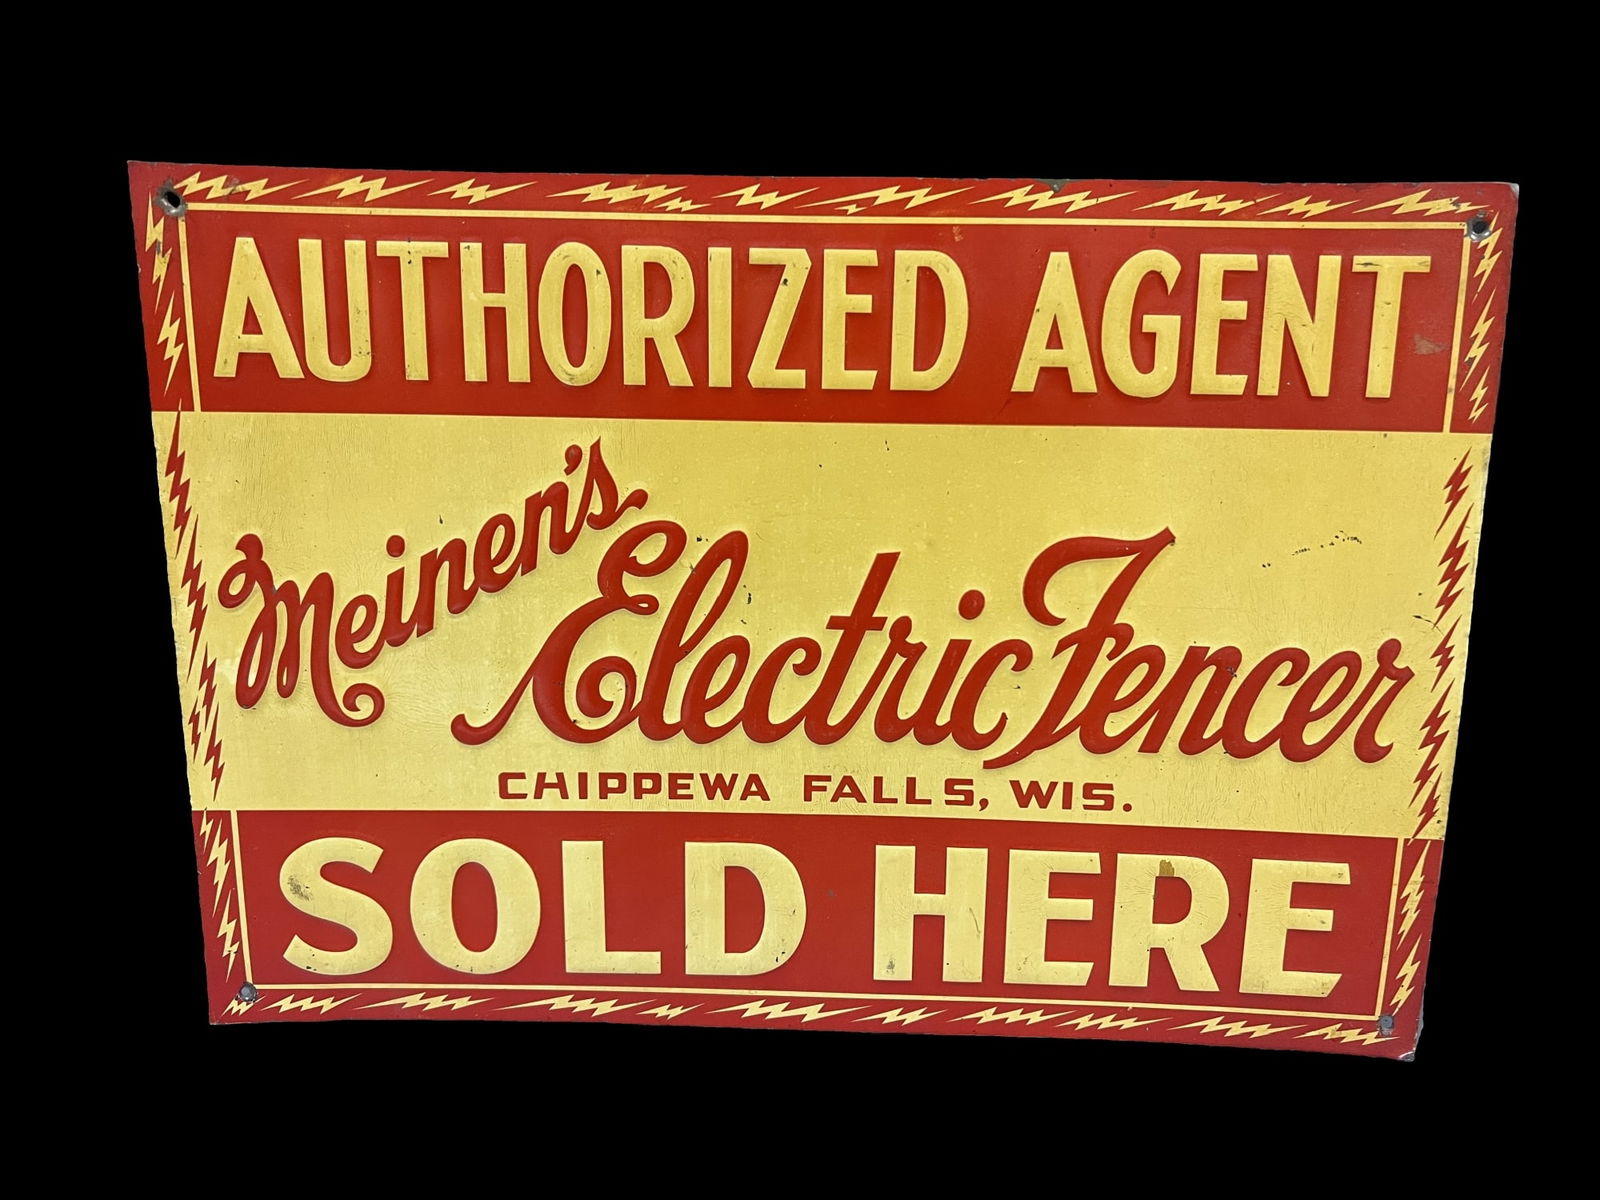 AUTHORIZED AGENT
Meinen's
Electric Fencer
CHIPPEWA FALLS, WIS.
SOLD HERE